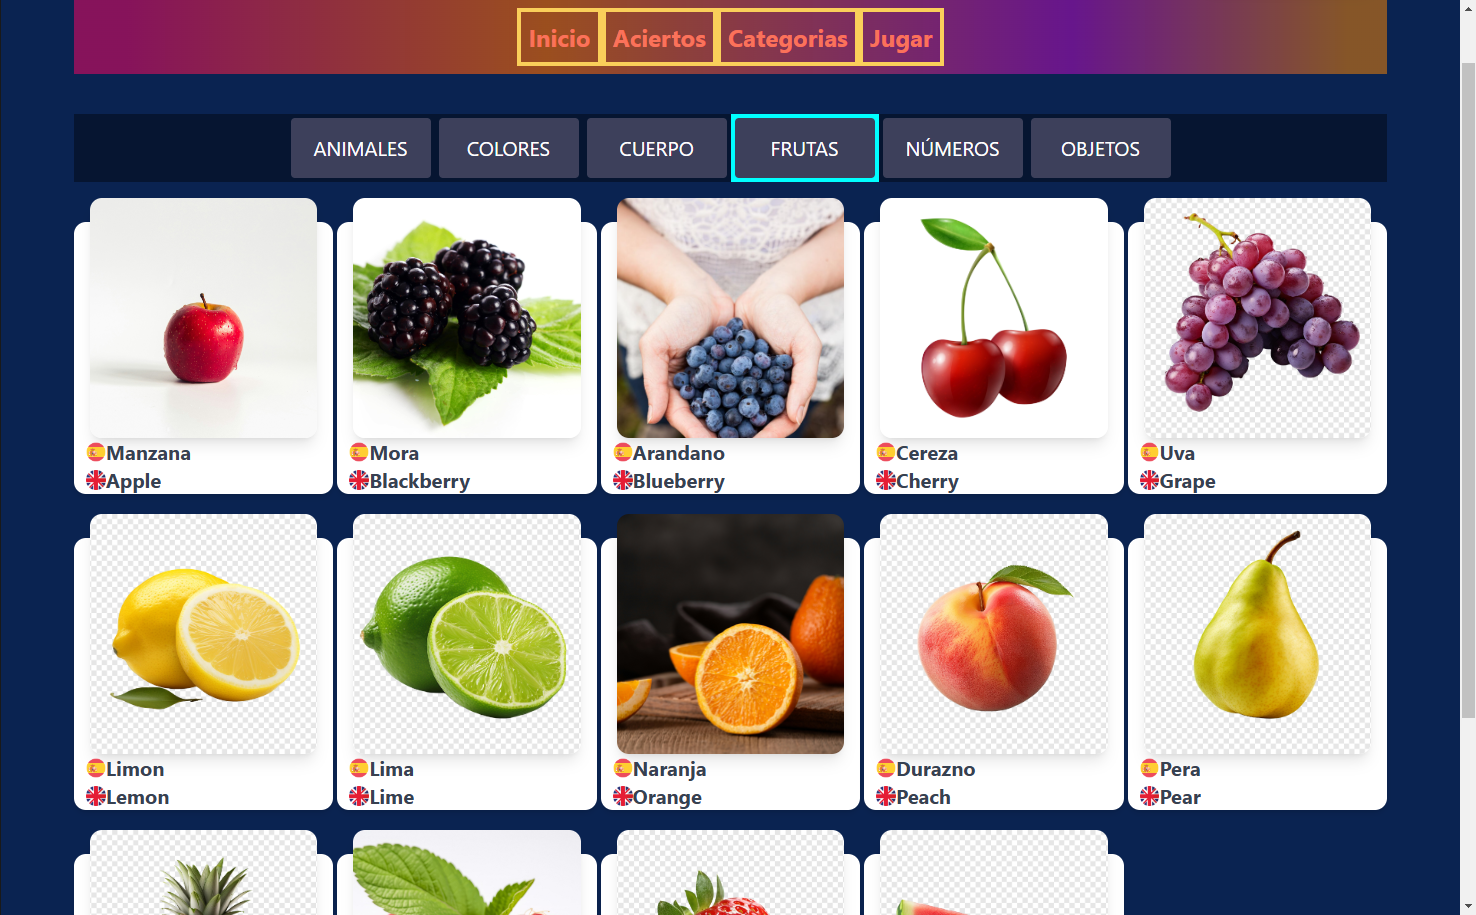 Inicio Aciertos Categorias Jugar
ANIMALES COLORES CUERPO FRUTAS NÚMEROS OBJETOS
Manzana
Apple
Mora
Blackberry
Arandano
Blueberry
Cereza
Cherry
Uva
Grape
Limon
Lemon
Lima
Lime
Naranja
Orange
Durazno
Peach
Pera
Pear